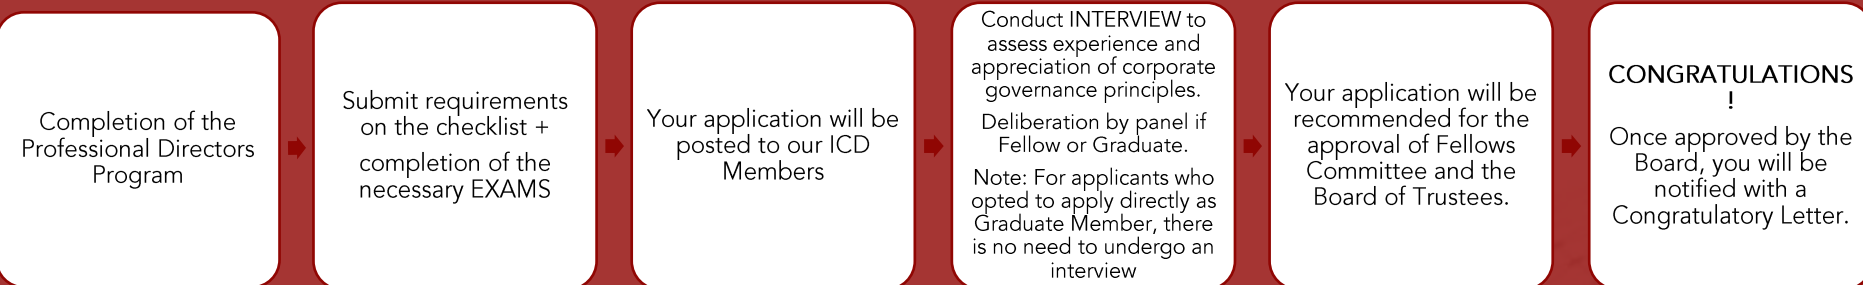 Completion of the
Professional Directors
Program
Submit requirements
on the checklist +
completion of the
necessary EXAMS
Your application will be
posted to our ICD
Members
Conduct INTERVIEW to
assess experience and
appreciation of corporate
governance principles.
Deliberation by panel if
Fellow or Graduate.
Note: For applicants who
opted to apply directly as
Graduate Member, there
is no need to undergo an
interview
Your application will be
recommended for the
approval of Fellows
Committee and the
Board of Trustees.
CONGRATULATIONS
!
Once approved by the
Board, you will be
notified with a
Congratulatory Letter.